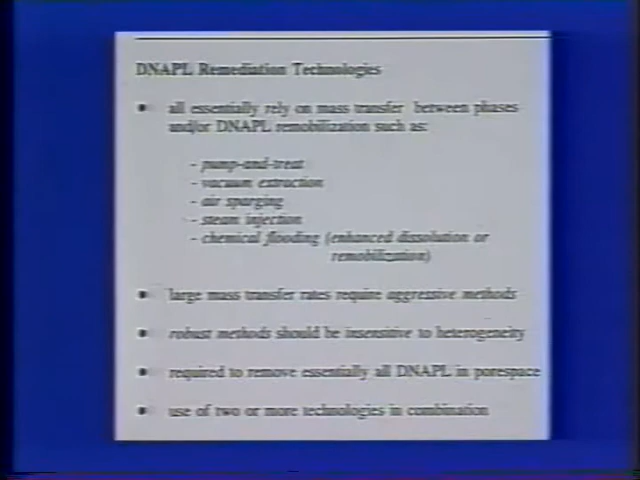 DNAPL Remediation Technologies
all essentially rely on mass transfer between phases
and/or DNAPL remobilization such as:
- pump-and-treat
- vacuum extraction
- air sparging
- steam injection
- chemical flooding (enhanced dissolution or
remobilization)
large mass transfer rates require aggressive methods
robust methods should be insensitive to heterogeneity
required to remove essentially all DNAPL in porespace
use of two or more technologies in combination